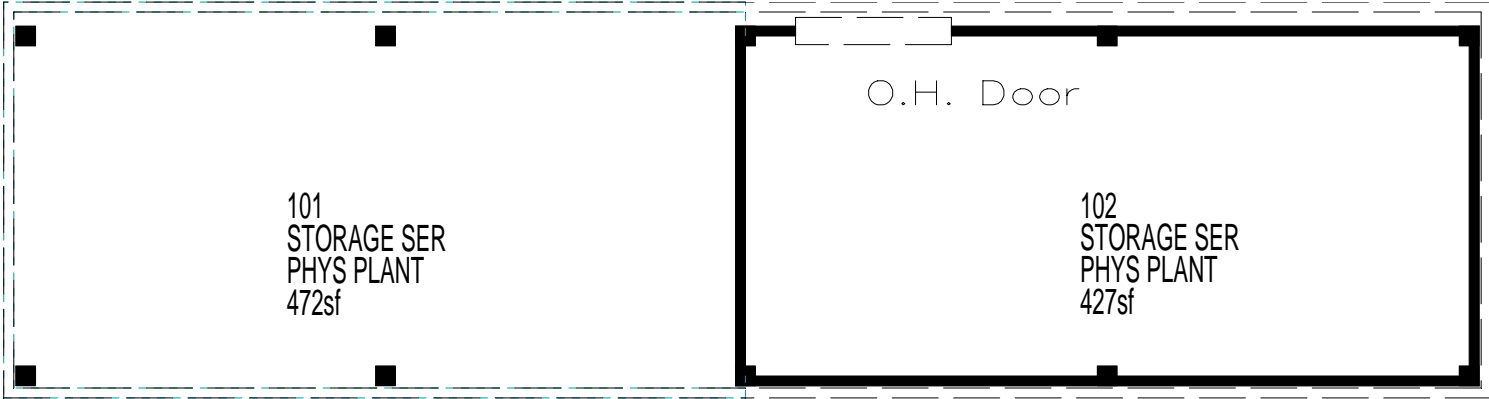 O.H. Door
101
STORAGE SER
PHYS PLANT
472sf
102
STORAGE SER
PHYS PLANT
427sf